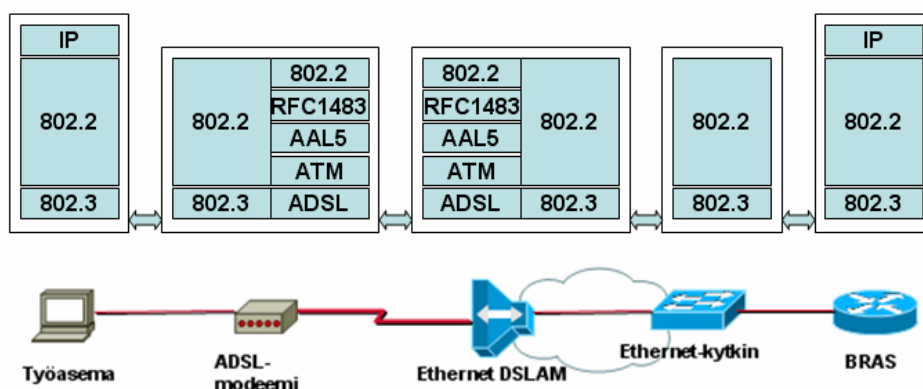 IP
802.2
802.3
802.2
802.3
802.2
RFC1483
AAL5
ATM
ADSL
802.2
RFC1483
AAL5
ATM
ADSL
802.2
802.3
802.2
802.3
IP
802.2
802.3
Työasema
ADSL-
modeemi
Ethernet DSLAM
Ethernet-kytkin
BRAS